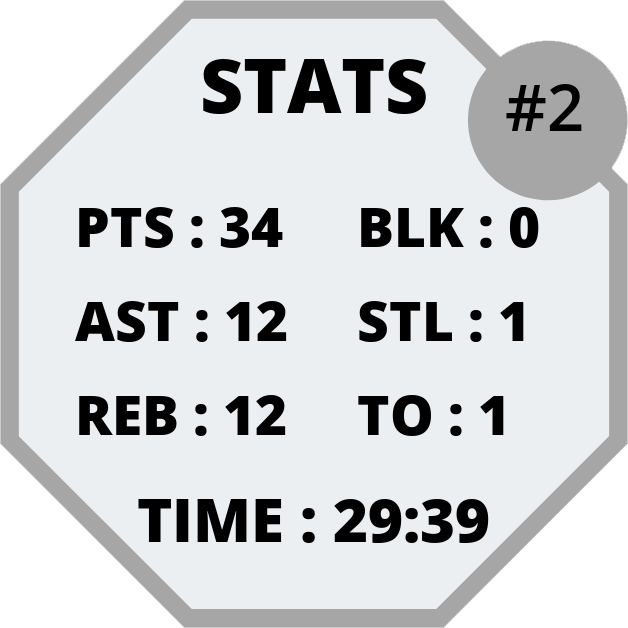 STATS
#2
PTS : 34 BLK : 0
AST : 12 STL : 1
REB : 12 TO : 1
TIME : 29:39